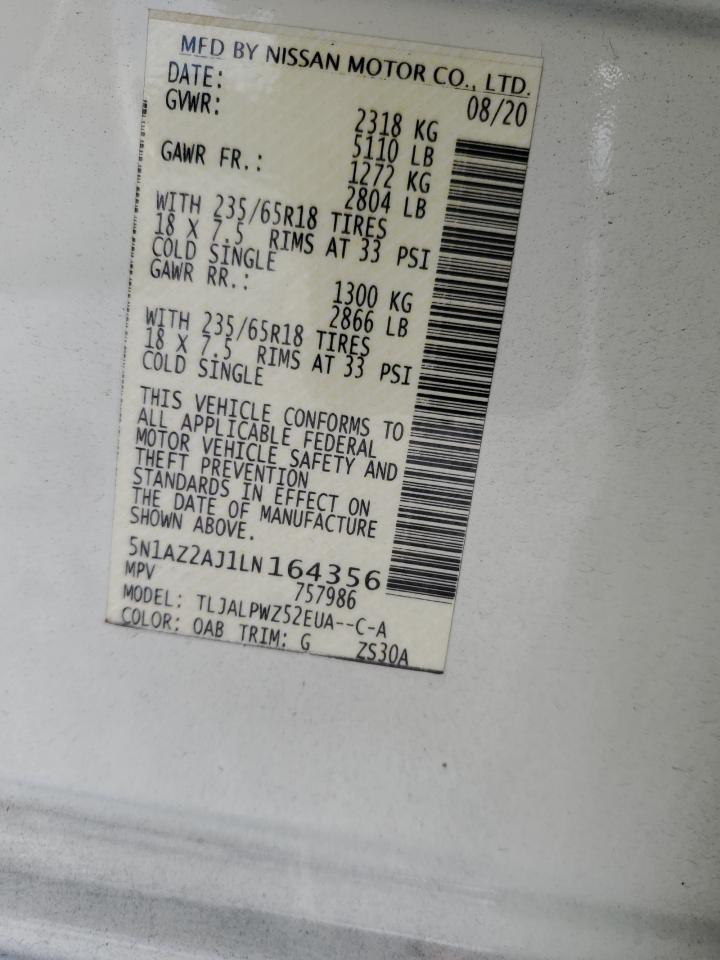 MFD BY NISSAN MOTOR CO., LTD.
DATE: 08/20
GVWR: 2318 KG
5110 LB
GAWR FR.: 1272 KG
2804 LB
WITH 235/65R18 TIRES
18 X 7.5 RIMS AT 33 PSI
COLD SINGLE
GAWR RR.: 1300 KG
2866 LB
WITH 235/65R18 TIRES
18 X 7.5 RIMS AT 33 PSI
COLD SINGLE
THIS VEHICLE CONFORMS TO
ALL APPLICABLE FEDERAL
MOTOR VEHICLE SAFETY AND
THEFT PREVENTION
STANDARDS IN EFFECT ON
THE DATE OF MANUFACTURE
SHOWN ABOVE.
5N1AZ2AJ1LN164356
MPV 757986
MODEL: TLJALPWZ52EUA--C-A
COLOR: QAB TRIM: G ZS30A